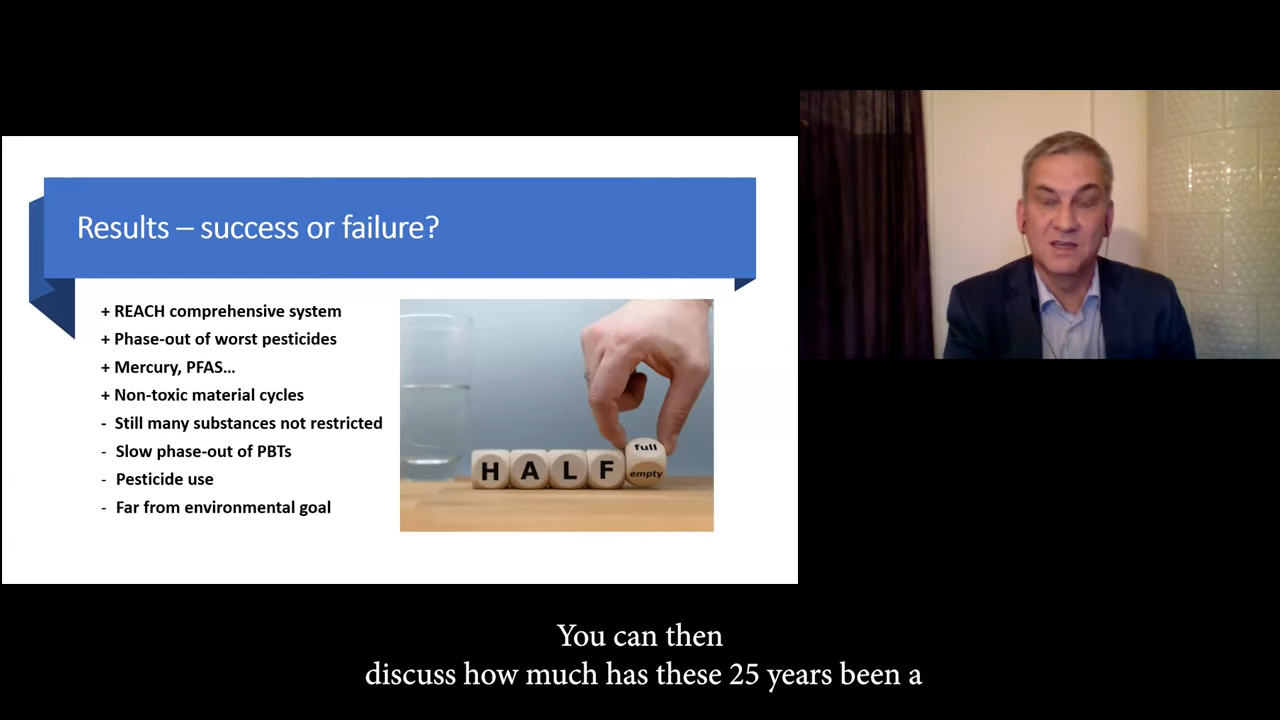 Results – success or failure?
+ REACH comprehensive system
+ Phase-out of worst pesticides
+ Mercury, PFAS…
+ Non-toxic material cycles
- Still many substances not restricted
- Slow phase-out of PBTs
- Pesticide use
- Far from environmental goal
full
HALF empty
You can then
discuss how much has these 25 years been a